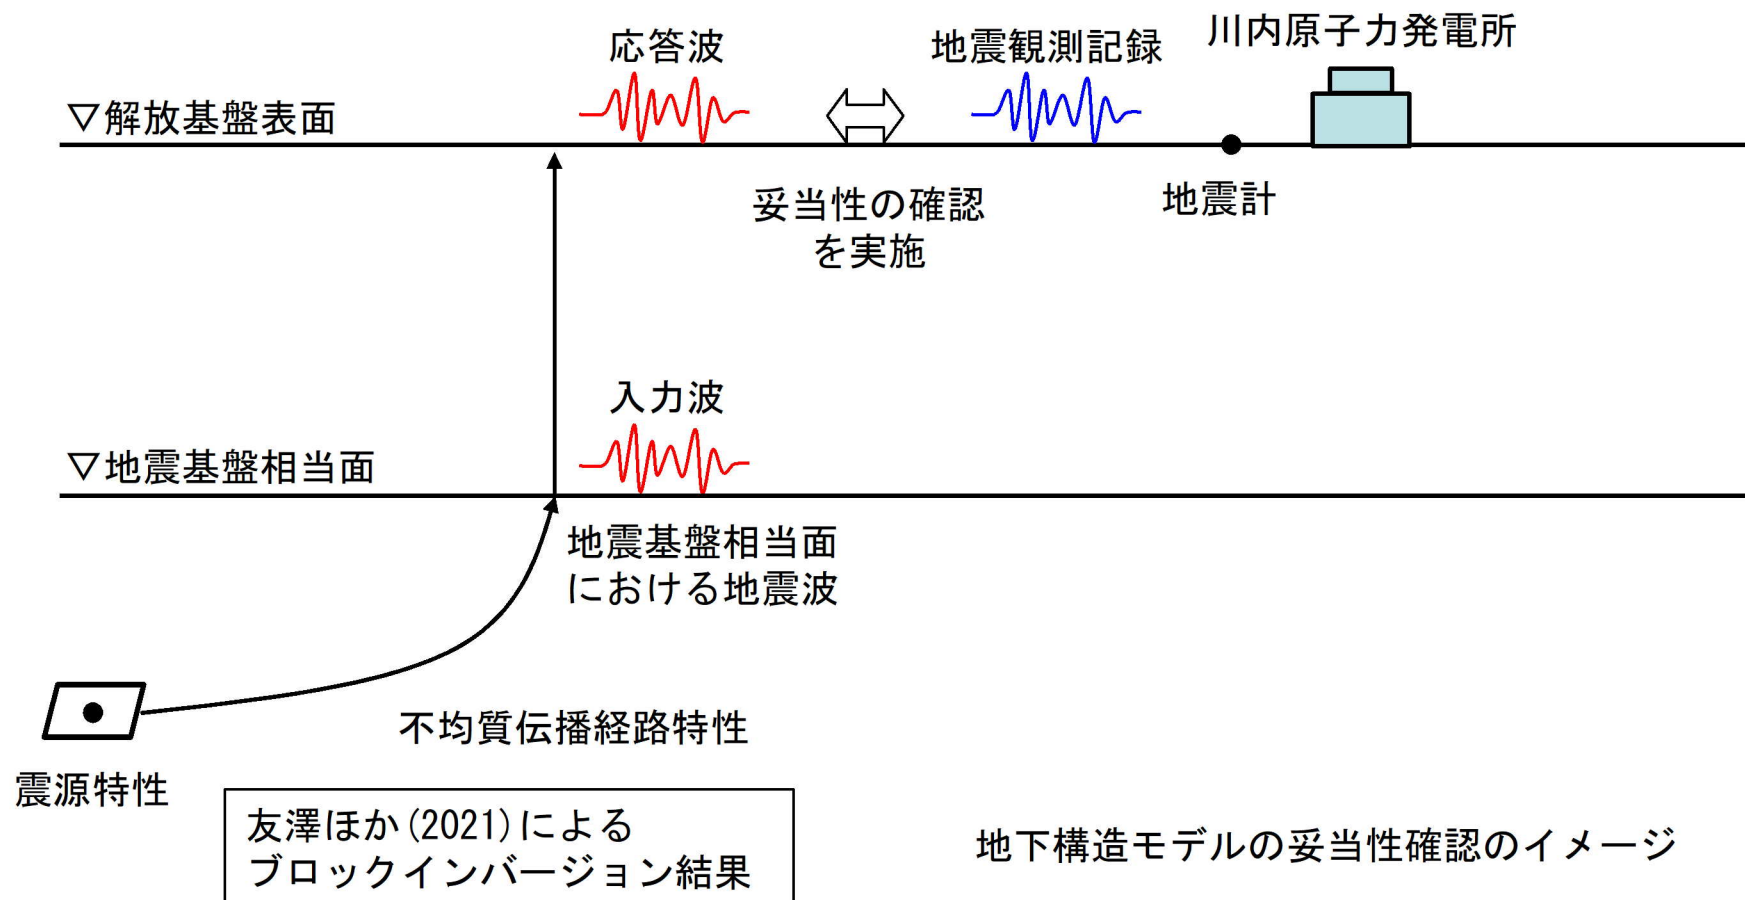 応答波
地震観測記録
川内原子力発電所
▽解放基盤表面
妥当性の確認
を実施
地震計
入力波
▽地震基盤相当面
地震基盤相当面
における地震波
不均質伝播経路特性
震源特性
友澤ほか(2021)による
ブロックインバージョン結果
地下構造モデルの妥当性確認のイメージ